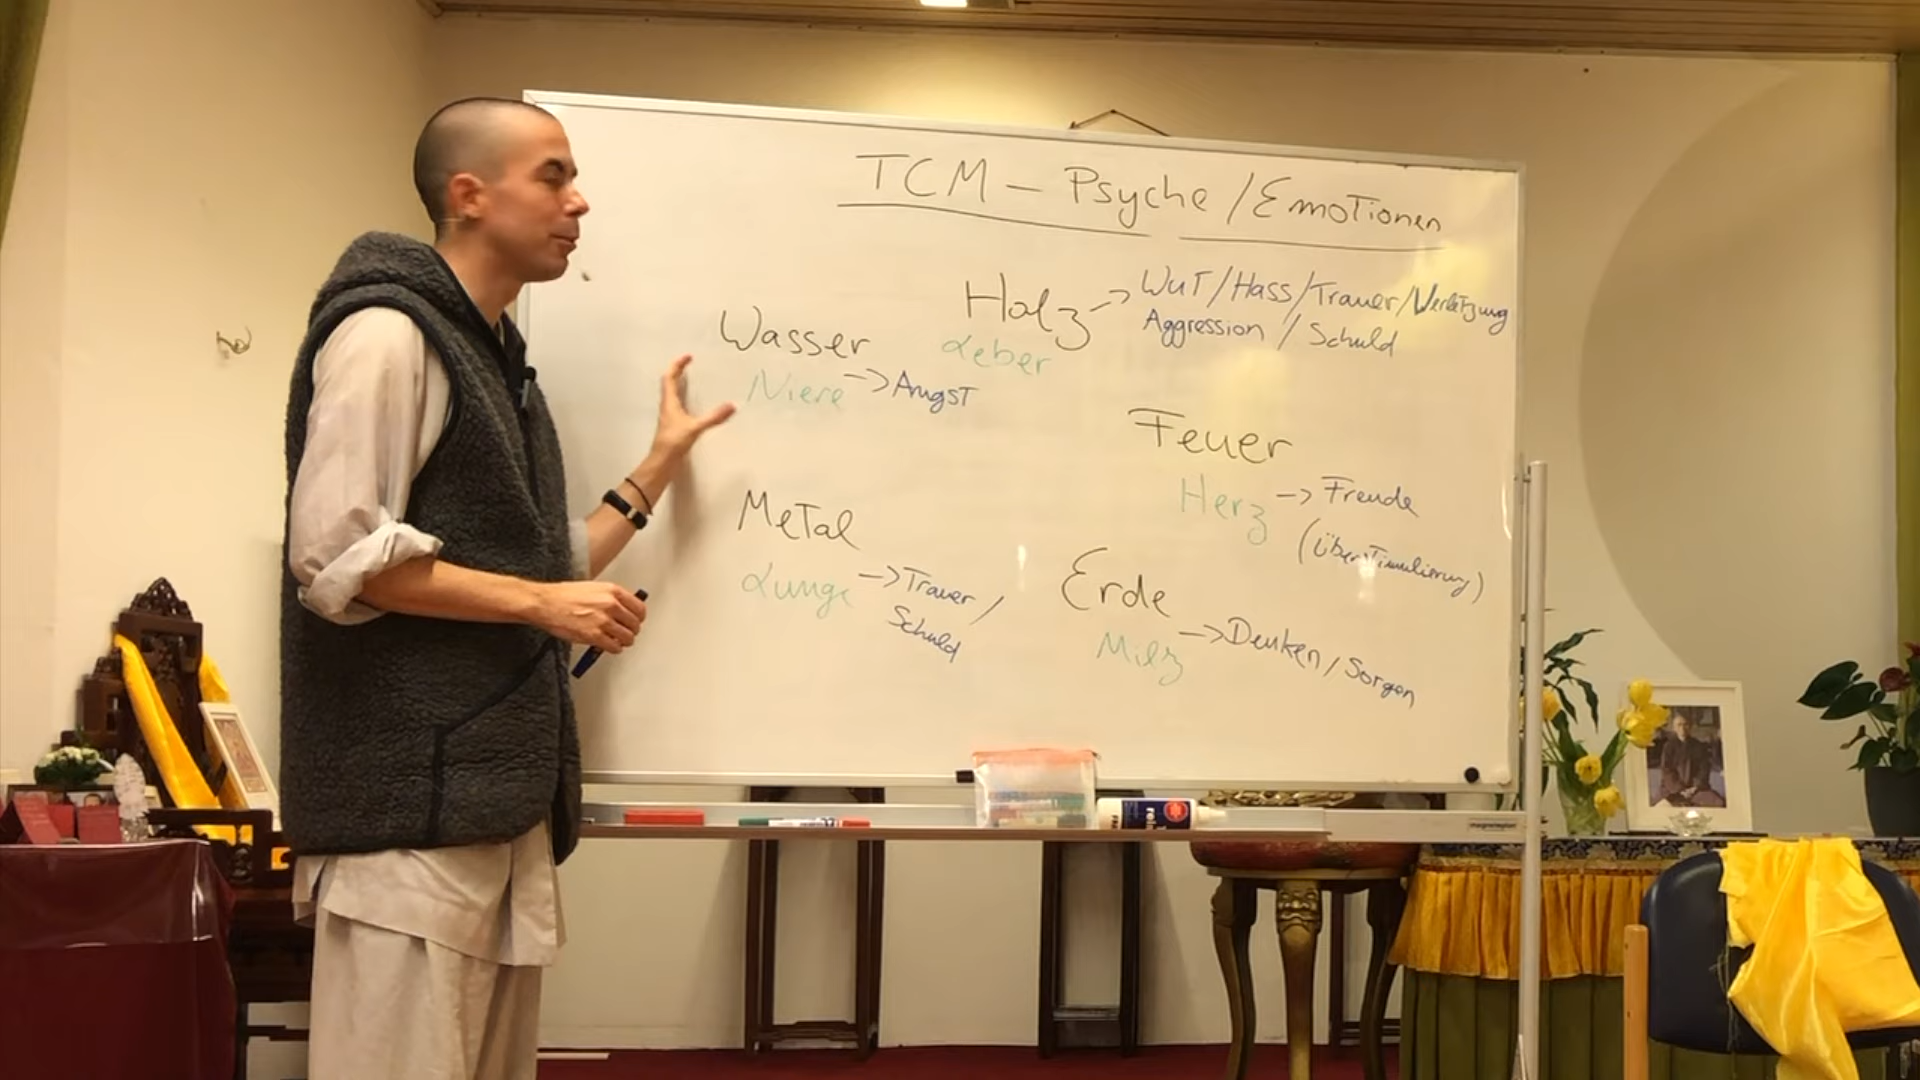 TCM – Psyche / Emotionen
Holz -> Wut / Hass / Trauer / Verletzung
Aggression / Schuld
Leber
Wasser
Niere -> Angst
Feuer
Herz -> Freude
(Überstimulierung)
Metal
Lunge -> Trauer /
Schuld
Erde
Milz -> Denken / Sorgen